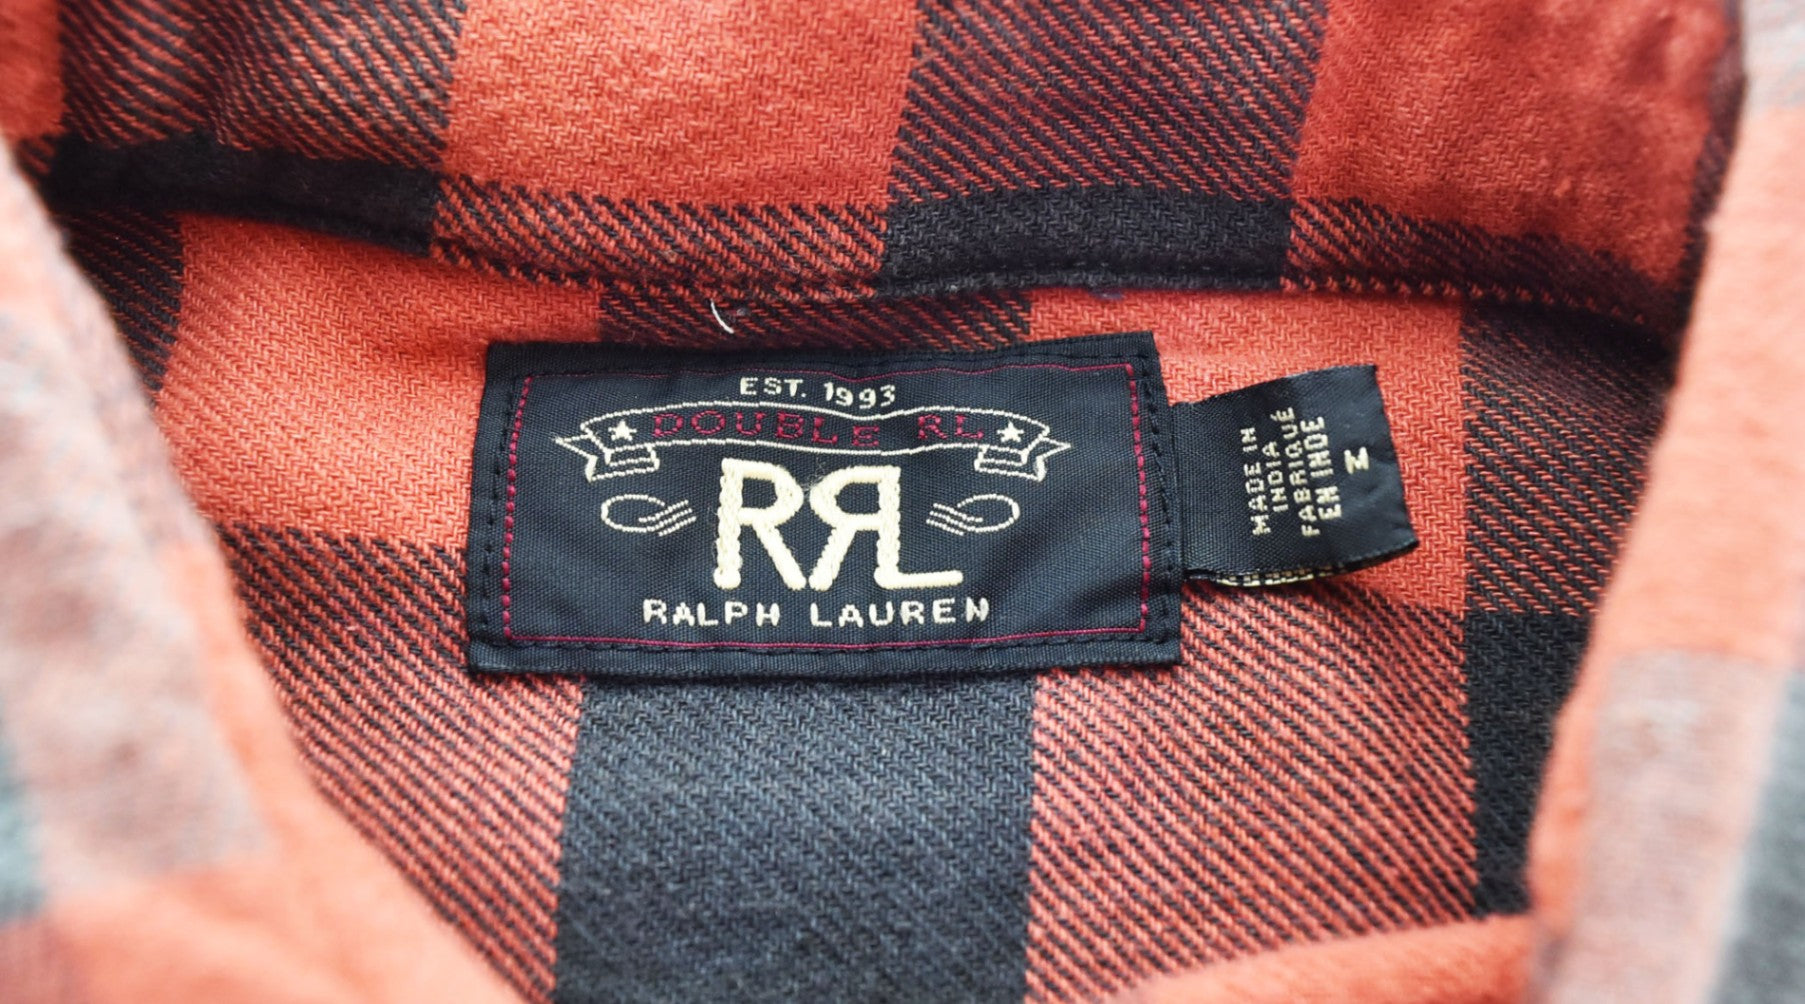 EST. 1993
DOUBLE RL
RRL
RALPH LAUREN
MADE IN
INDIA
FABRIQUÉ
EN INDE
M